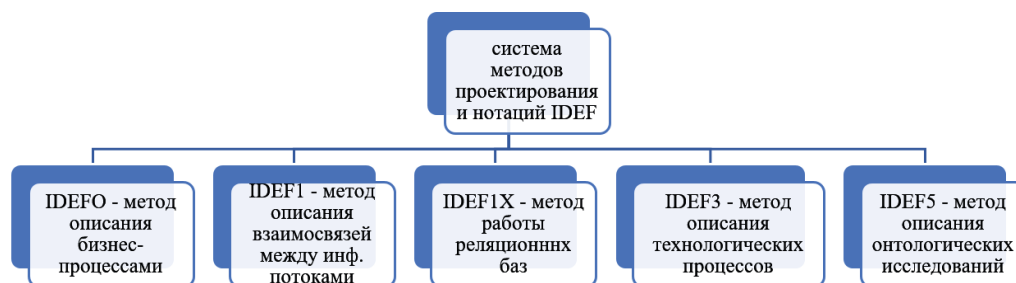 система
методов
проектирования
и нотаций IDEF
IDEFO - метод
описания
бизнес-
процессами
IDEF1 - метод
описания
взаимосвязей
между инф.
потоками
IDEF1X - метод
работы
реляционннх
баз
IDEF3 - метод
описания
технологических
процессов
IDEF5 - метод
описания
онтологических
исследований